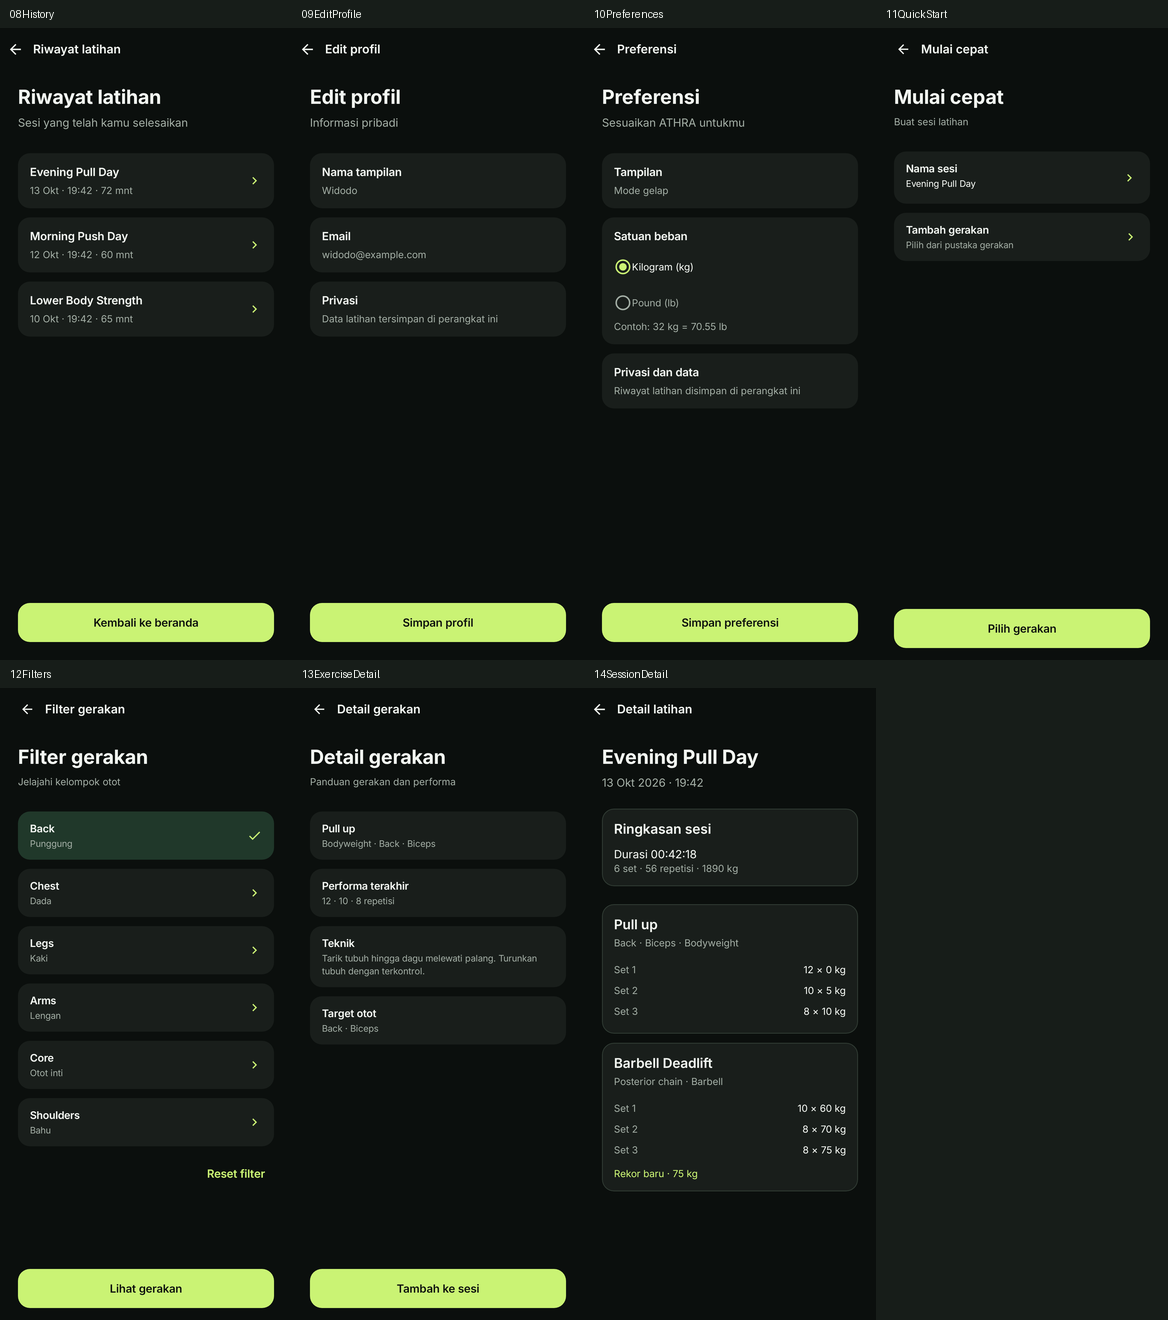 08History
Riwayat latihan
Riwayat latihan
Sesi yang telah kamu selesaikan
Evening Pull Day
13 Okt · 19:42 · 72 mnt
Morning Push Day
12 Okt · 19:42 · 60 mnt
Lower Body Strength
10 Okt · 19:42 · 65 mnt
Kembali ke beranda
09EditProfile
Edit profil
Edit profil
Informasi pribadi
Nama tampilan
Widodo
Email
widodo@example.com
Privasi
Data latihan tersimpan di perangkat ini
Simpan profil
10Preferences
Preferensi
Preferensi
Sesuaikan ATHRA untukmu
Tampilan
Mode gelap
Satuan beban
Kilogram (kg)
Pound (lb)
Contoh: 32 kg = 70.55 lb
Privasi dan data
Riwayat latihan disimpan di perangkat ini
Simpan preferensi
11QuickStart
Mulai cepat
Mulai cepat
Buat sesi latihan
Nama sesi
Evening Pull Day
Tambah gerakan
Pilih dari pustaka gerakan
Pilih gerakan
12Filters
Filter gerakan
Filter gerakan
Jelajahi kelompok otot
Back
Punggung
Chest
Dada
Legs
Kaki
Arms
Lengan
Core
Otot inti
Shoulders
Bahu
Reset filter
Lihat gerakan
13ExerciseDetail
Detail gerakan
Detail gerakan
Panduan gerakan dan performa
Pull up
Bodyweight · Back · Biceps
Performa terakhir
12 · 10 · 8 repetisi
Teknik
Tarik tubuh hingga dagu melewati palang. Turunkan
tubuh dengan terkontrol.
Target otot
Back · Biceps
Tambah ke sesi
14SessionDetail
Detail latihan
Evening Pull Day
13 Okt 2026 · 19:42
Ringkasan sesi
Durasi 00:42:18
6 set · 56 repetisi · 1890 kg
Pull up
Back · Biceps · Bodyweight
Set 1 12 × 0 kg
Set 2 10 × 5 kg
Set 3 8 × 10 kg
Barbell Deadlift
Posterior chain · Barbell
Set 1 10 × 60 kg
Set 2 8 × 70 kg
Set 3 8 × 75 kg
Rekor baru · 75 kg